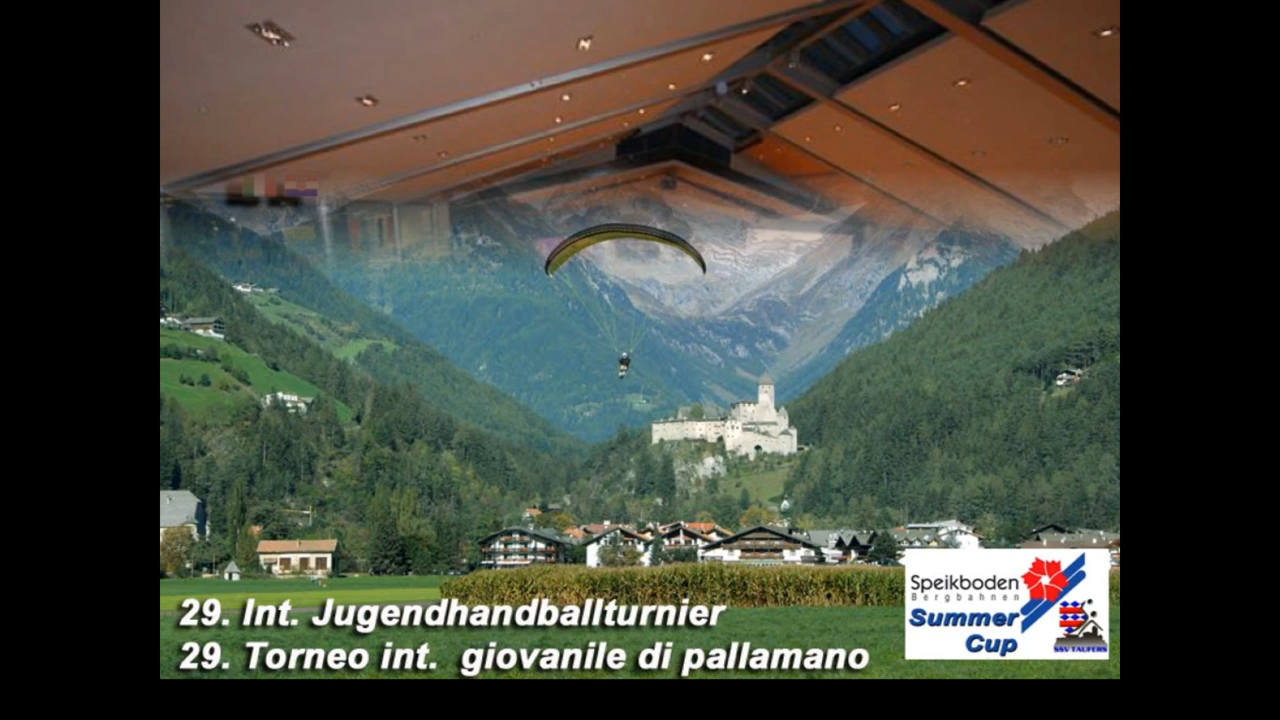 29. Int. Jugendhandballturnier
29. Torneo int. giovanile di pallamano
Speikboden
Bergbahnen
Summer
Cup
SSV TAUFERS